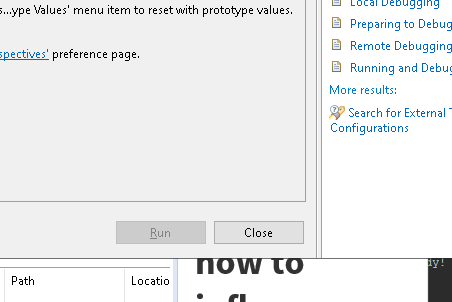 s...ype Values' menu item to reset with prototype values.
spectives' preference page.
Run
Close
Local Debugging
Preparing to Debug
Remote Debugging
Running and Debug
More results:
Search for External T
Configurations
Path
Locatio
how to
dy!